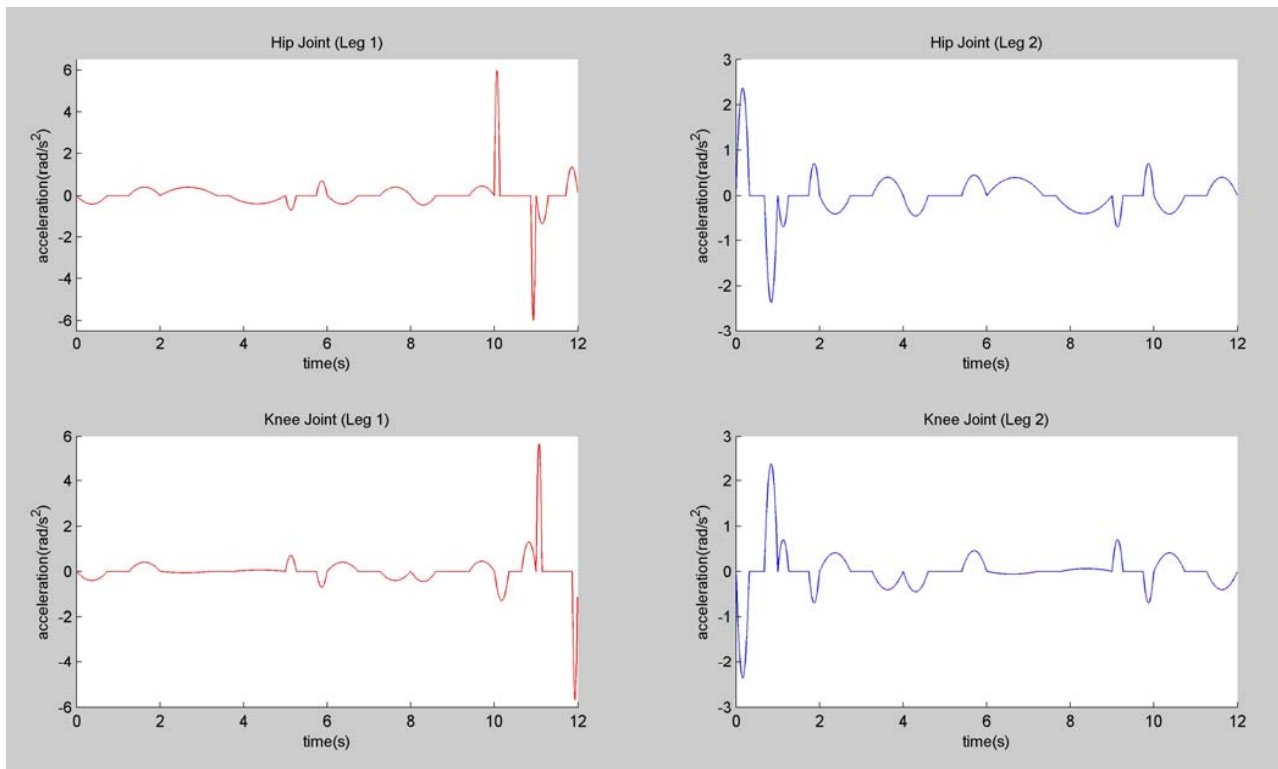 Hip Joint (Leg 1)
6
4
2
0
-2
-4
-6
acceleration(rad/s²)
0 2 4 6 8 10 12
time(s)
Hip Joint (Leg 2)
3
2
1
0
-1
-2
-3
acceleration(rad/s²)
0 2 4 6 8 10 12
time(s)
Knee Joint (Leg 1)
6
4
2
0
-2
-4
-6
acceleration(rad/s²)
0 2 4 6 8 10 12
time(s)
Knee Joint (Leg 2)
3
2
1
0
-1
-2
-3
acceleration(rad/s²)
0 2 4 6 8 10 12
time(s)